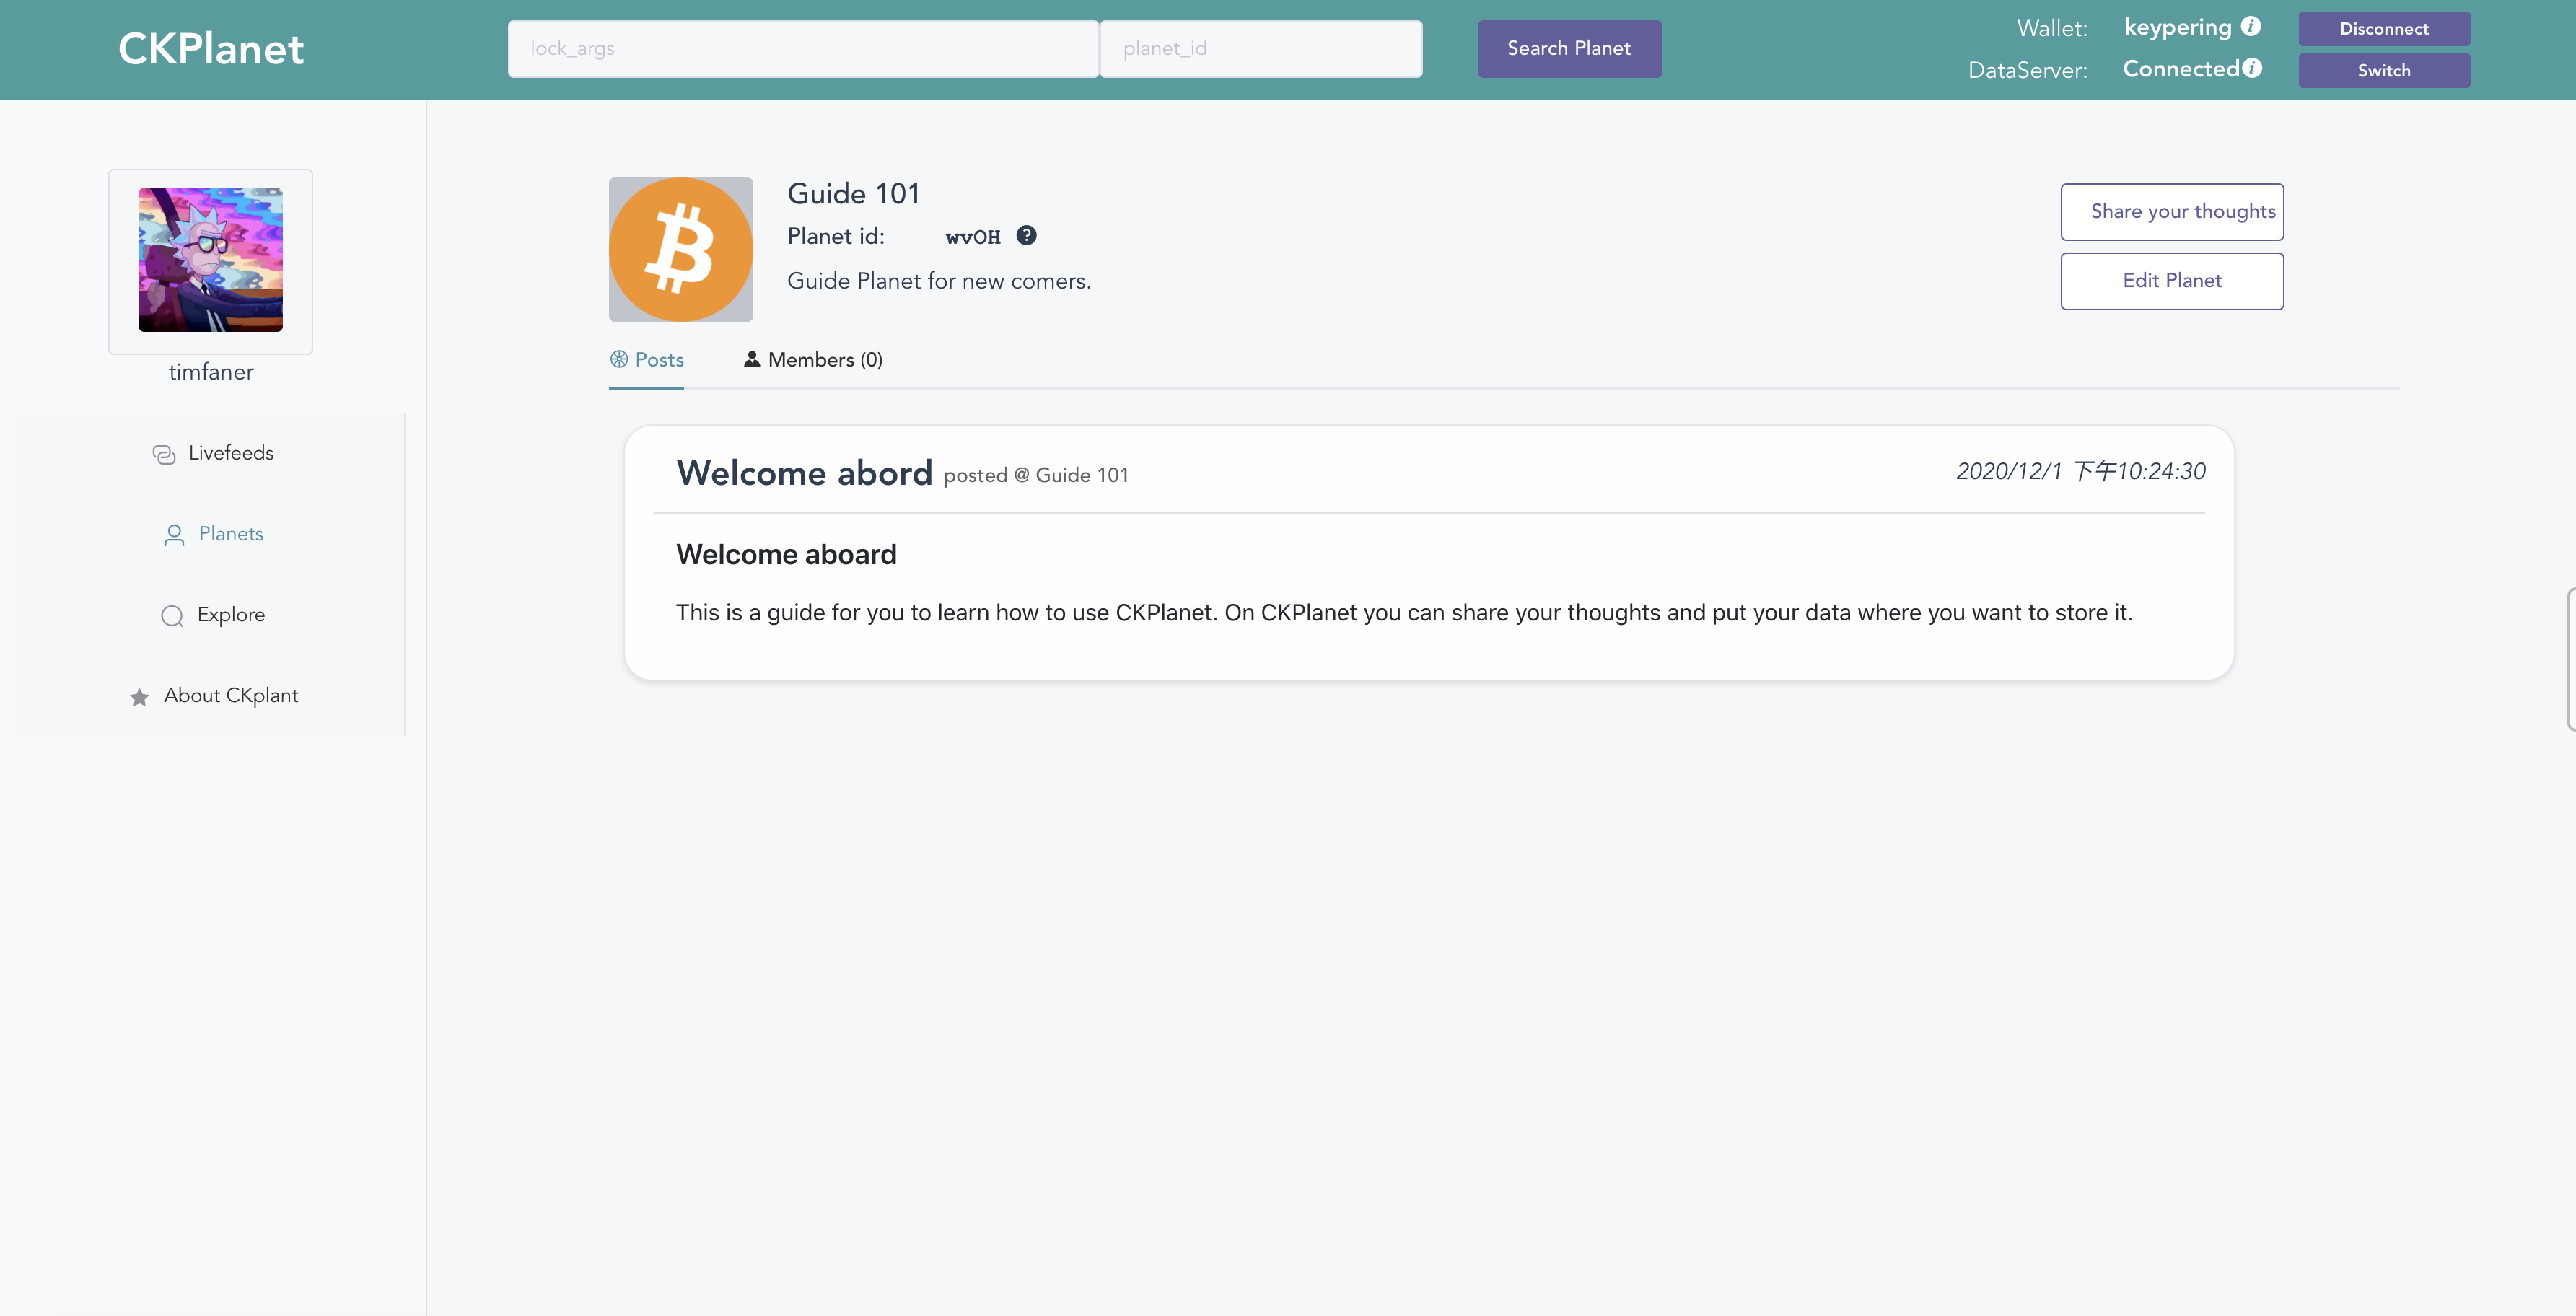 CKPlanet
lock_args
planet_id
Search Planet
Wallet: keypering
Disconnect
DataServer: Connected
Switch
timfaner
Livefeeds
Planets
Explore
About CKplant
Guide 101
Planet id: wvOH
Guide Planet for new comers.
Share your thoughts
Edit Planet
Posts
Members (0)
Welcome abord posted @ Guide 101
2020/12/1 下午10:24:30
Welcome aboard
This is a guide for you to learn how to use CKPlanet. On CKPlanet you can share your thoughts and put your data where you want to store it.